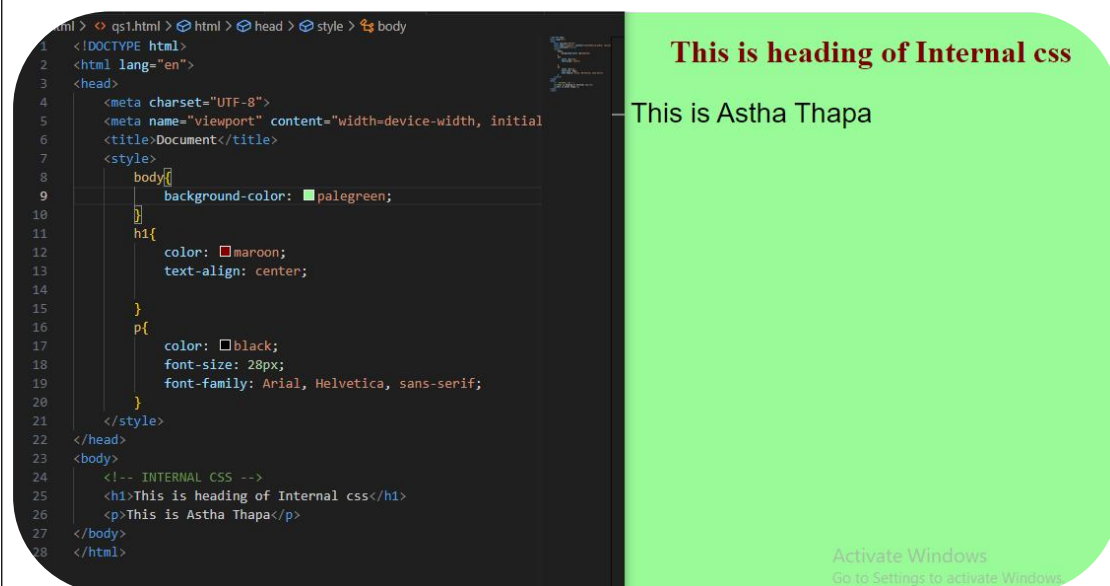 ml > <> qs1.html > html > head > style > body
1 <!DOCTYPE html>
2 <html lang="en">
3 <head>
4     <meta charset="UTF-8">
5     <meta name="viewport" content="width=device-width, initial
6     <title>Document</title>
7     <style>
8         body{
9             background-color: palegreen;
10         }
11         h1{
12             color: maroon;
13             text-align: center;
14
15         }
16         p{
17             color: black;
18             font-size: 28px;
19             font-family: Arial, Helvetica, sans-serif;
20         }
21     </style>
22 </head>
23 <body>
24     <!-- INTERNAL CSS -->
25     <h1>This is heading of Internal css</h1>
26     <p>This is Astha Thapa</p>
27 </body>
28 </html>
This is heading of Internal css
This is Astha Thapa
Activate Windows
Go to Settings to activate Windows.